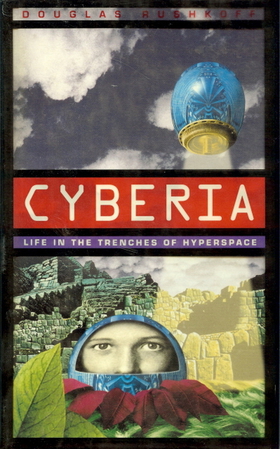 DOUGLAS RUSHKOFF
CYBERIA
LIFE IN THE TRENCHES OF HYPERSPACE